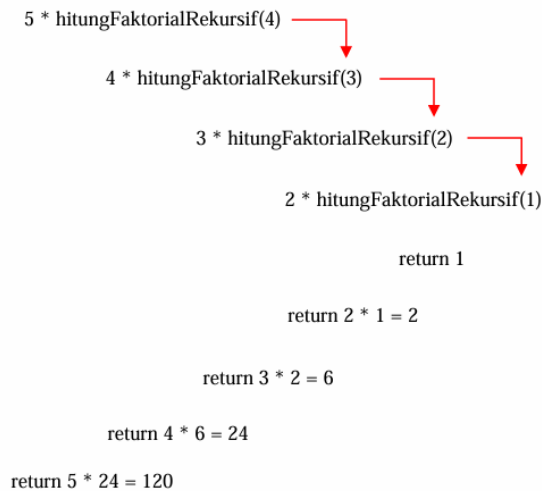 5 * hitungFaktorialRekursif(4)
4 * hitungFaktorialRekursif(3)
3 * hitungFaktorialRekursif(2)
2 * hitungFaktorialRekursif(1)
return 1
return 2 * 1 = 2
return 3 * 2 = 6
return 4 * 6 = 24
return 5 * 24 = 120